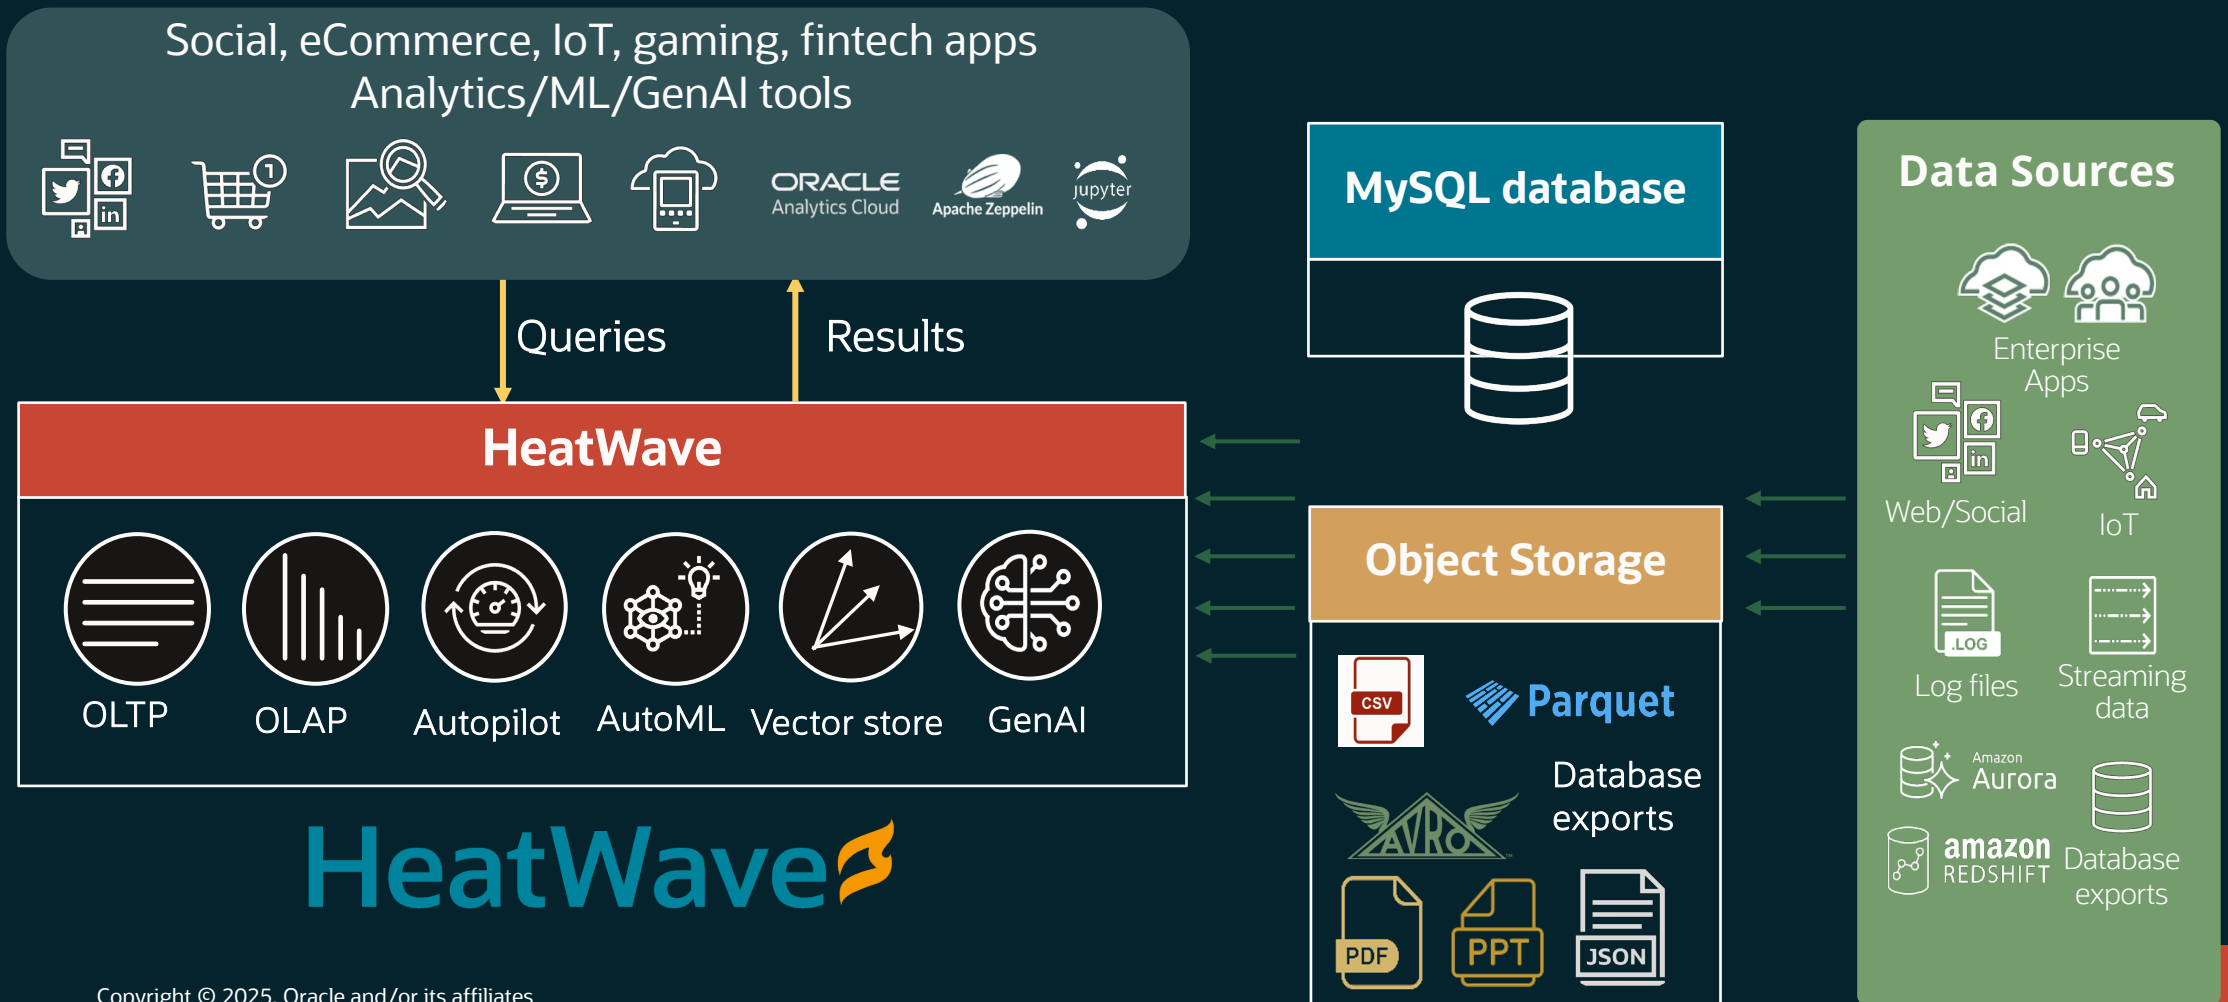 Social, eCommerce, IoT, gaming, fintech apps
Analytics/ML/GenAI tools
in
1
$
ORACLE
Analytics Cloud
Apache Zeppelin
jupyter
Queries
Results
HeatWave
OLTP
OLAP
Autopilot
AutoML
Vector store
GenAI
HeatWave
Copyright © 2025, Oracle and/or its affiliates
MySQL database
Object Storage
CSV
Parquet
Database
exports
AVRO
PDF
PPT
JSON
Data Sources
Enterprise
Apps
in
Web/Social
IoT
.LOG
Log files
Streaming
data
Amazon
Aurora
amazon
REDSHIFT
Database
exports